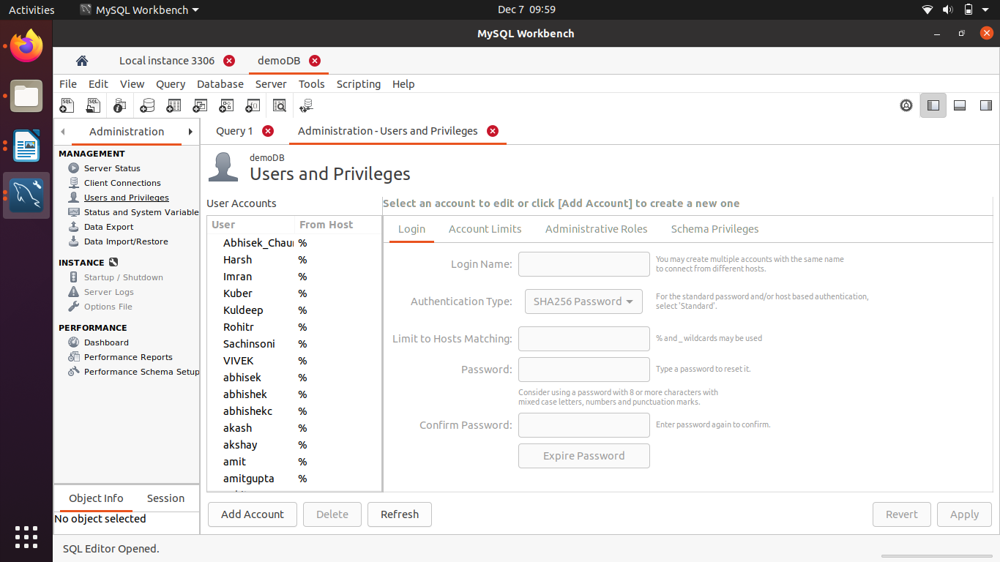 Activities MySQL Workbench Dec 7 09:59
MySQL Workbench
Local instance 3306 demoDB
File Edit View Query Database Server Tools Scripting Help
Administration
MANAGEMENT
Server Status
Client Connections
Users and Privileges
Status and System Variable
Data Export
Data Import/Restore
INSTANCE
Startup / Shutdown
Server Logs
Options File
PERFORMANCE
Dashboard
Performance Reports
Performance Schema Setup
Object Info Session
No object selected
Query 1 Administration - Users and Privileges
demoDB
Users and Privileges
User Accounts
User From Host
Abhisek_Chau %
Harsh %
Imran %
Kuber %
Kuldeep %
Rohitr %
Sachinsoni %
VIVEK %
abhisek %
abhishek %
abhishekc %
akash %
akshay %
amit %
amitgupta %
Select an account to edit or click [Add Account] to create a new one
Login Account Limits Administrative Roles Schema Privileges
Login Name: You may create multiple accounts with the same name
to connect from different hosts.
Authentication Type: SHA256 Password For the standard password and/or host based authentication,
select 'Standard'.
Limit to Hosts Matching: % and _ wildcards may be used
Password: Type a password to reset it.
Consider using a password with 8 or more characters with
mixed case letters, numbers and punctuation marks.
Confirm Password: Enter password again to confirm.
Expire Password
Add Account Delete Refresh Revert Apply
SQL Editor Opened.